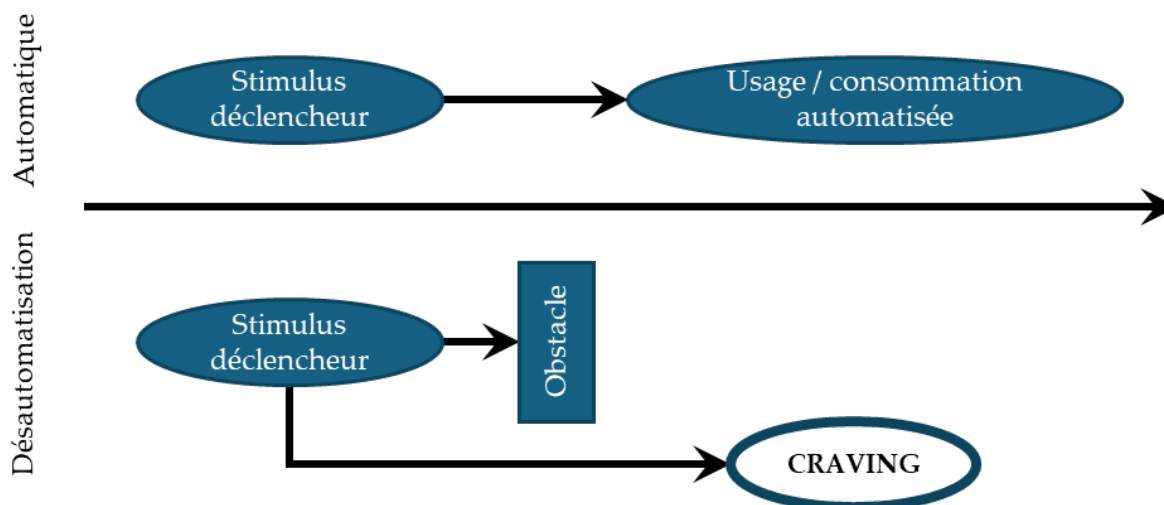 Automatique
Stimulus
déclencheur
Usage / consommation
automatisée
Désautomatisation
Stimulus
déclencheur
Obstacle
CRAVING